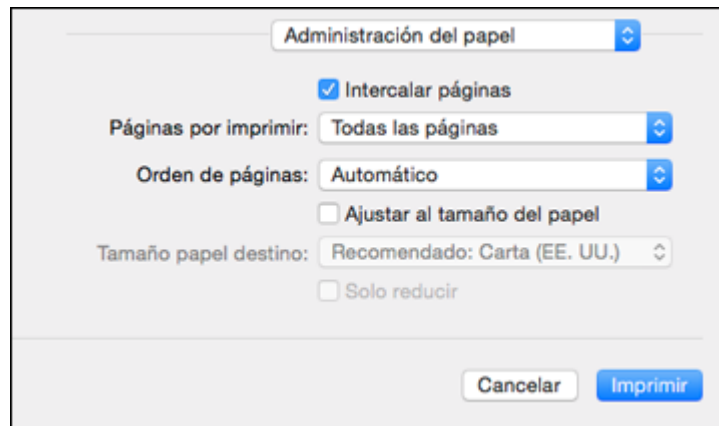 Administración del papel
Intercalar páginas
Páginas por imprimir: Todas las páginas
Orden de páginas: Automático
Ajustar al tamaño del papel
Tamaño papel destino: Recomendado: Carta (EE. UU.)
Solo reducir
Cancelar Imprimir